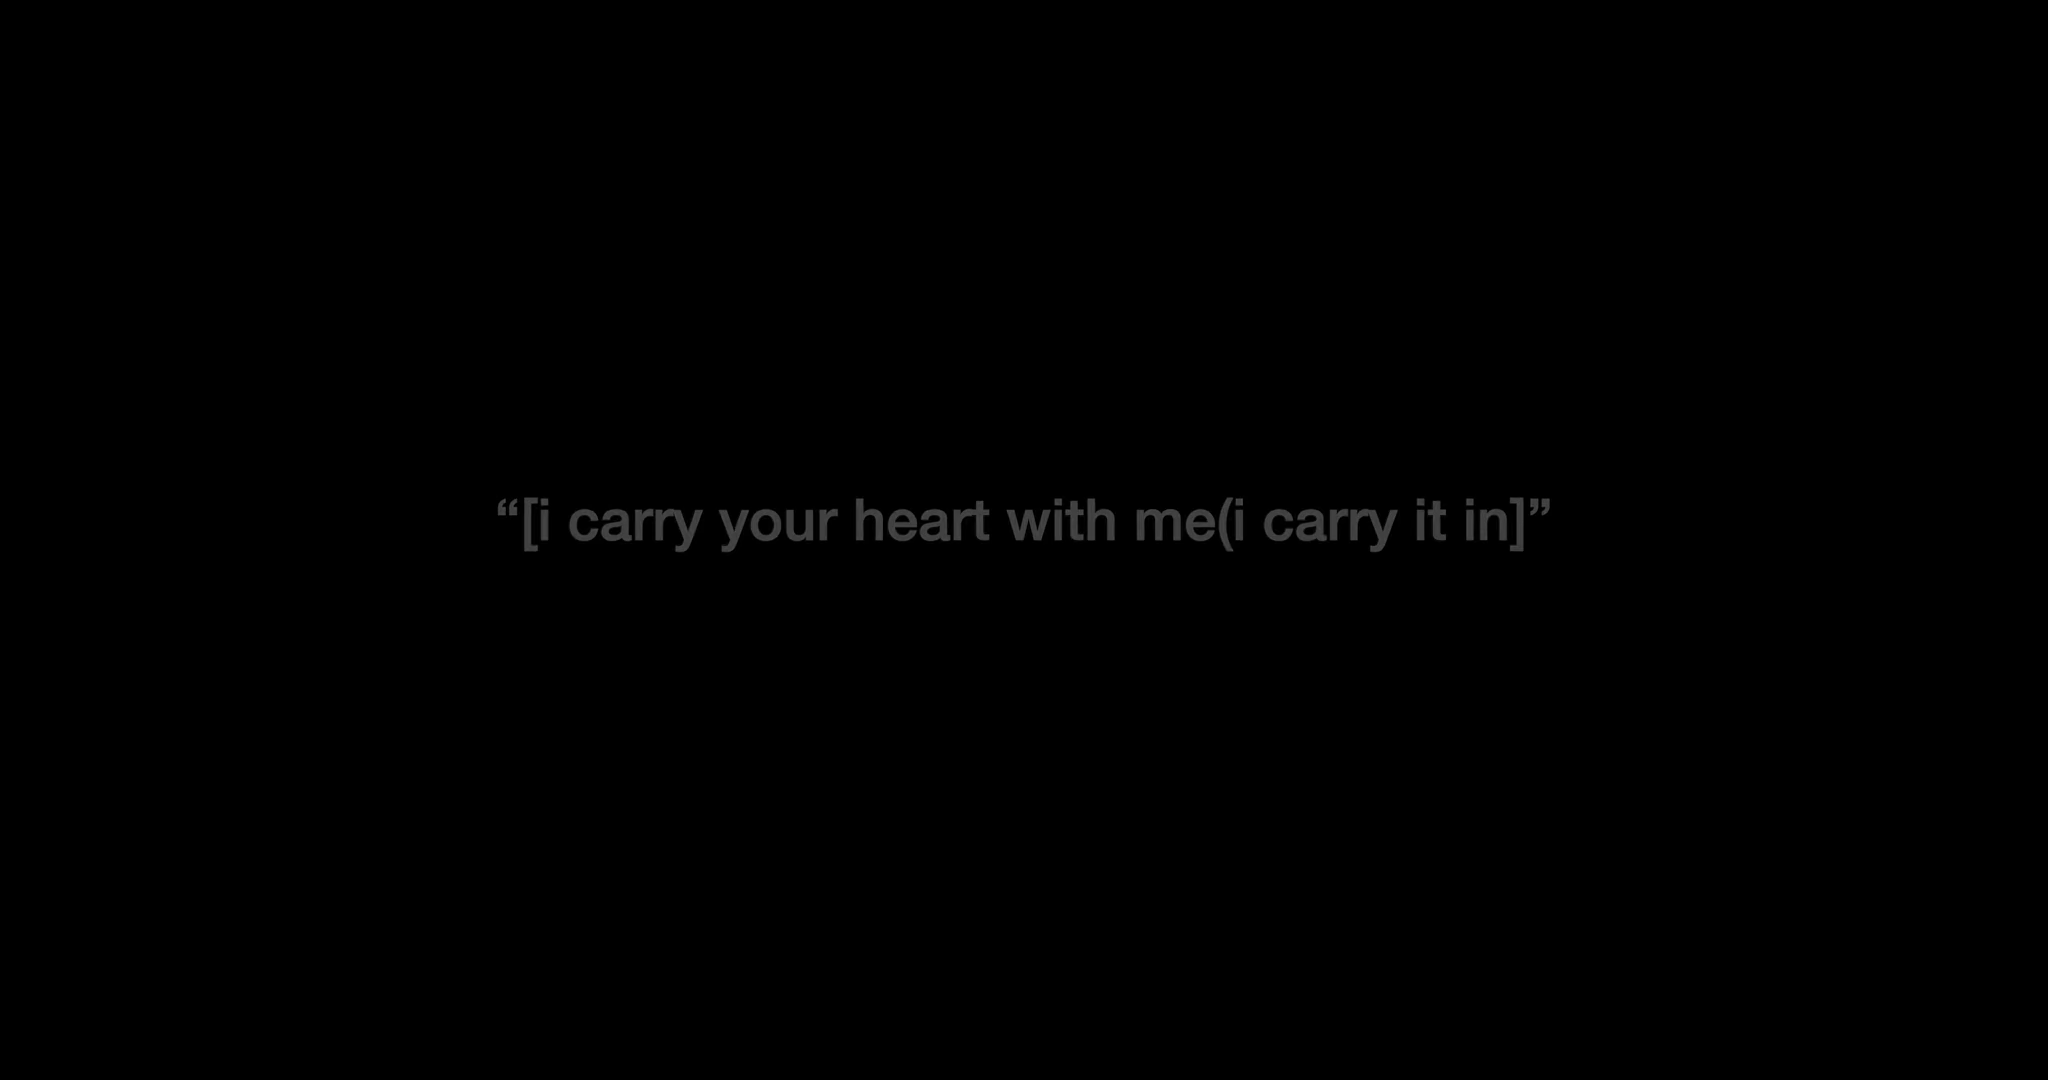 “[i carry your heart with me(i carry it in]”